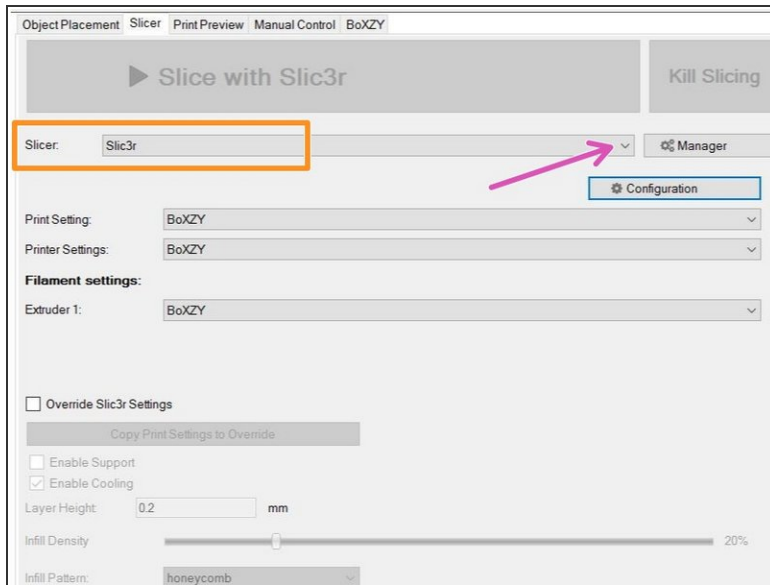 Object Placement Slicer Print Preview Manual Control BoXZY
Slice with Slic3r Kill Slicing
Slicer: Slic3r Manager
Configuration
Print Setting: BoXZY
Printer Settings: BoXZY
Filament settings:
Extruder 1: BoXZY
Override Slic3r Settings
Copy Print Settings to Override
Enable Support
Enable Cooling
Layer Height: 0.2 mm
Infill Density 20%
Infill Pattern: honeycomb